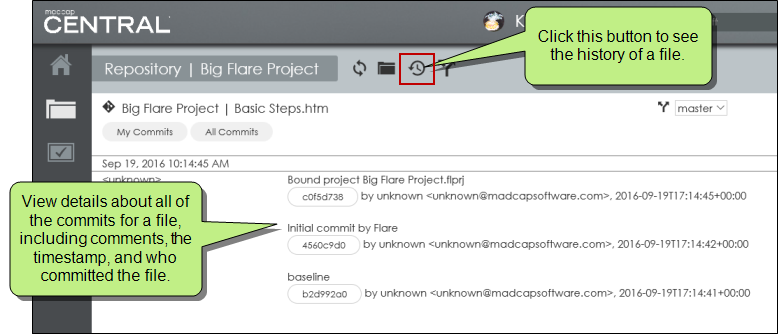 madcap
CENTRAL
K
Click this button to see
the history of a file.
Repository | Big Flare Project
Big Flare Project | Basic Steps.htm
master
My Commits
All Commits
Sep 19, 2016 10:14:45 AM
<unknown>
Bound project Big Flare Project.flprj
c0f5d738 by unknown <unknown@madcapsoftware.com>, 2016-09-19T17:14:45+00:00
View details about all of
the commits for a file,
including comments, the
timestamp, and who
committed the file.
Initial commit by Flare
4560c9d0 by unknown <unknown@madcapsoftware.com>, 2016-09-19T17:14:42+00:00
baseline
b2d992a0 by unknown <unknown@madcapsoftware.com>, 2016-09-19T17:14:41+00:00